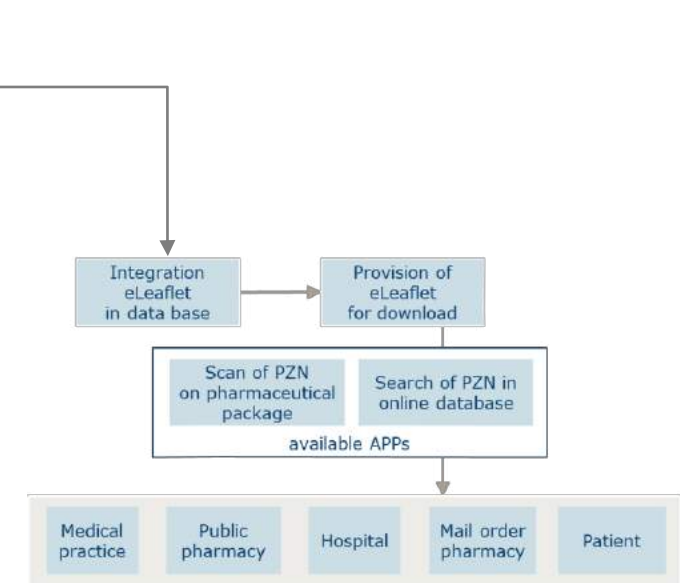 Integration
eLeaflet
in data base
Provision of
eLeaflet
for download
Scan of PZN
on pharmaceutical
package
Search of PZN in
online database
available APPs
Medical
practice
Public
pharmacy
Hospital
Mail order
pharmacy
Patient